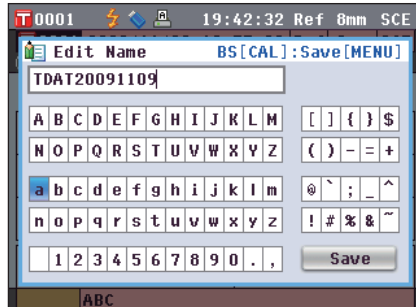 T0001 19:42:32 Ref 8mm SCE
Edit Name BS[CAL]:Save[MENU]
TDAT20091109
A B C D E F G H I J K L M [ ] { } $
N O P Q R S T U V W X Y Z ( ) - = +
a b c d e f g h i j k l m @ ` ; _ ^
n o p q r s t u v w x y z ! # % & ~
1 2 3 4 5 6 7 8 9 0 . , Save
ABC